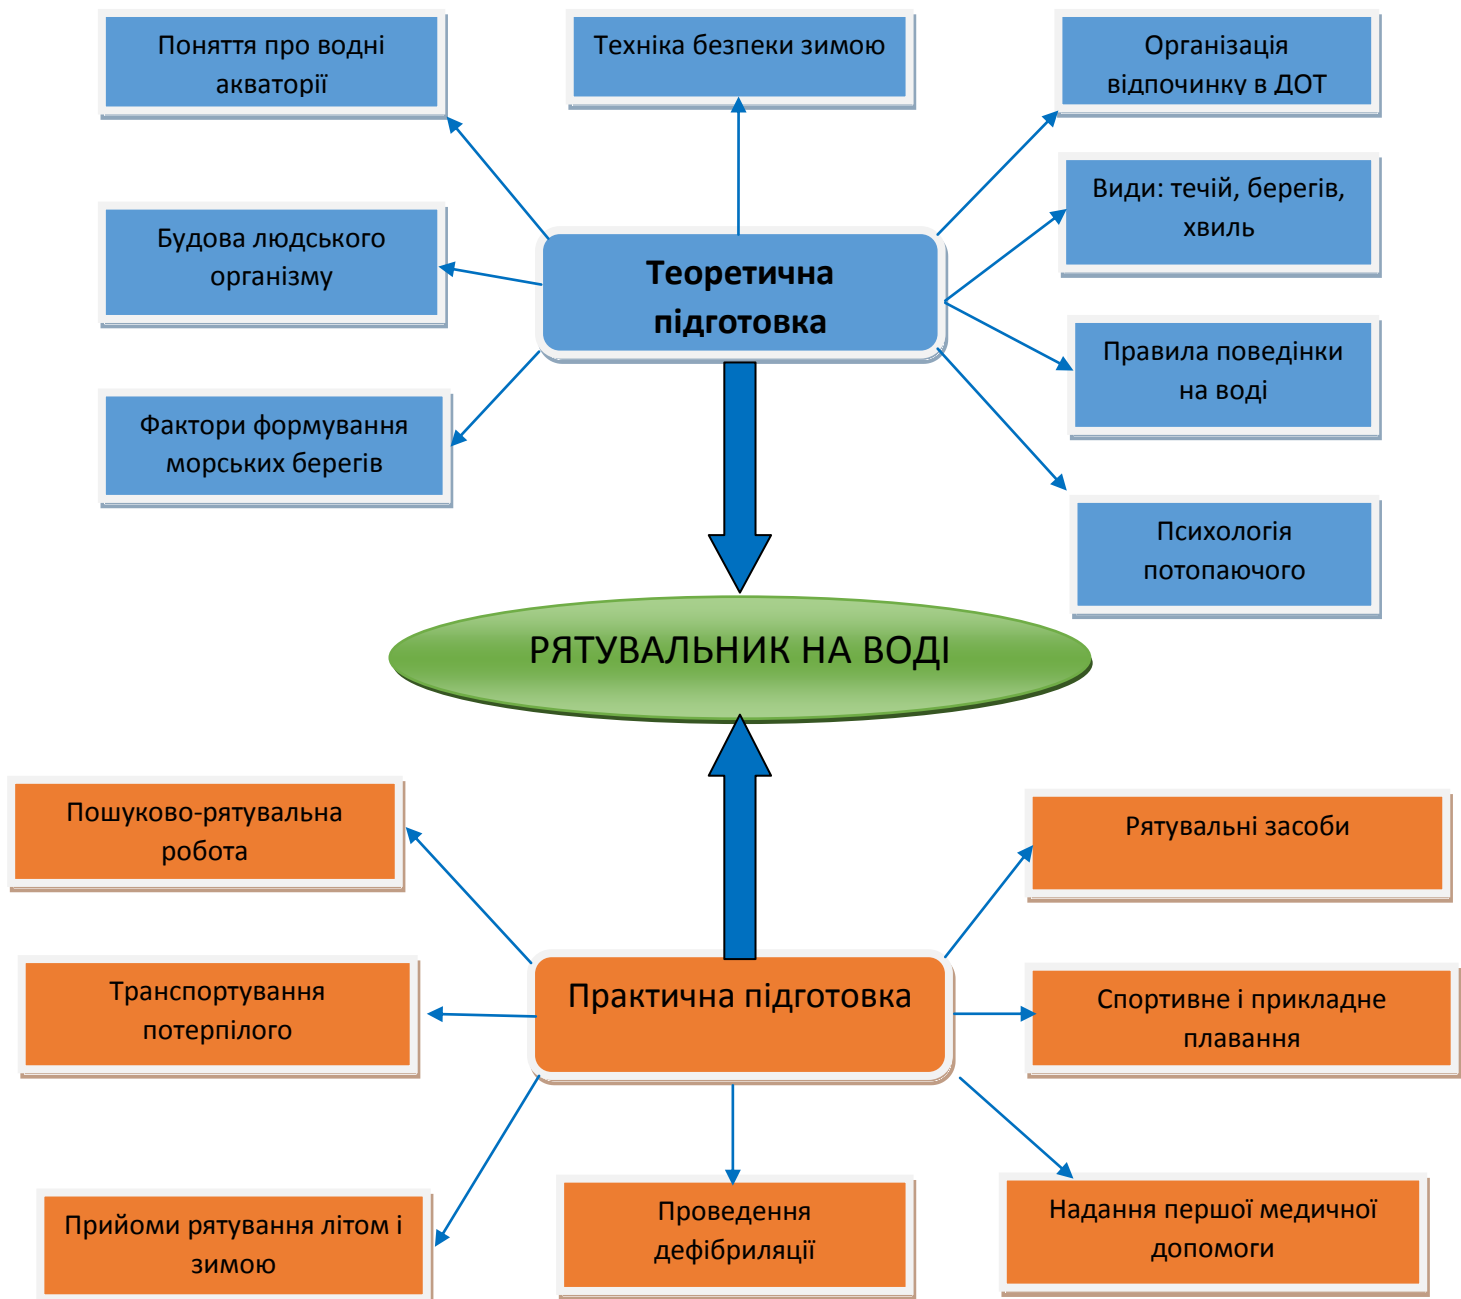 Поняття про водні
акваторії
Техніка безпеки зимою
Організація
відпочинку в ДОТ
Види: течій, берегів,
хвиль
Будова людського
організму
Теоретична
підготовка
Правила поведінки
на воді
Фактори формування
морських берегів
Психологія
потопаючого
РЯТУВАЛЬНИК НА ВОДІ
Пошуково-рятувальна
робота
Рятувальні засоби
Транспортування
потерпілого
Практична підготовка
Спортивне і прикладне
плавання
Прийоми рятування літом і
зимою
Проведення
дефібриляції
Надання першої медичної
допомоги